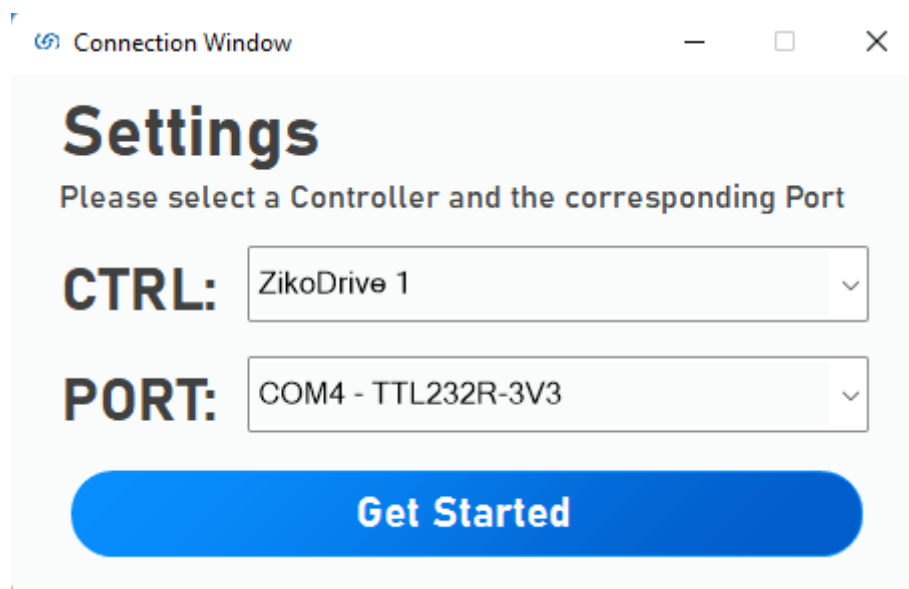 Connection Window
Settings
Please select a Controller and the corresponding Port
CTRL: ZikoDrive 1
PORT: COM4 - TTL232R-3V3
Get Started